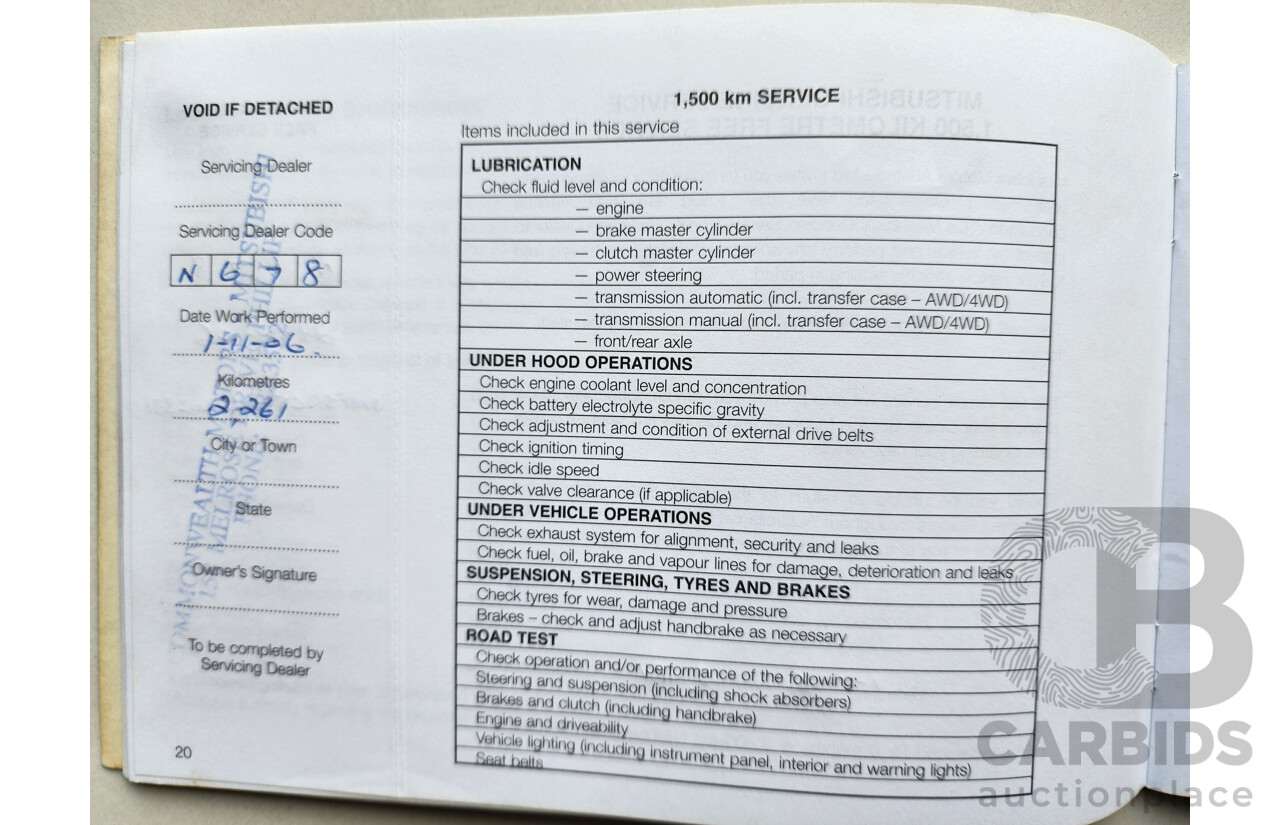 VOID IF DETACHED
Servicing Dealer
Servicing Dealer Code
N 6 7 8
Date Work Performed
1-11-06.
Kilometres
2261
City or Town
State
Owner's Signature
To be completed by
Servicing Dealer
20
1,500 km SERVICE
Items included in this service
LUBRICATION
Check fluid level and condition:
— engine
— brake master cylinder
— clutch master cylinder
— power steering
— transmission automatic (incl. transfer case – AWD/4WD)
— transmission manual (incl. transfer case – AWD/4WD)
— front/rear axle
UNDER HOOD OPERATIONS
Check engine coolant level and concentration
Check battery electrolyte specific gravity
Check adjustment and condition of external drive belts
Check ignition timing
Check idle speed
Check valve clearance (if applicable)
UNDER VEHICLE OPERATIONS
Check exhaust system for alignment, security and leaks
Check fuel, oil, brake and vapour lines for damage, deterioration and leaks
SUSPENSION, STEERING, TYRES AND BRAKES
Check tyres for wear, damage and pressure
Brakes – check and adjust handbrake as necessary
ROAD TEST
Check operation and/or performance of the following:
Steering and suspension (including shock absorbers)
Brakes and clutch (including handbrake)
Engine and driveability
Vehicle lighting (including instrument panel, interior and warning lights)
Seat belts
COMMONWEALTH MOTORS MITSUBISHI
MELROSE DRIVE PHILLIP
PHONE
CB
CARBIDS
auctionplace